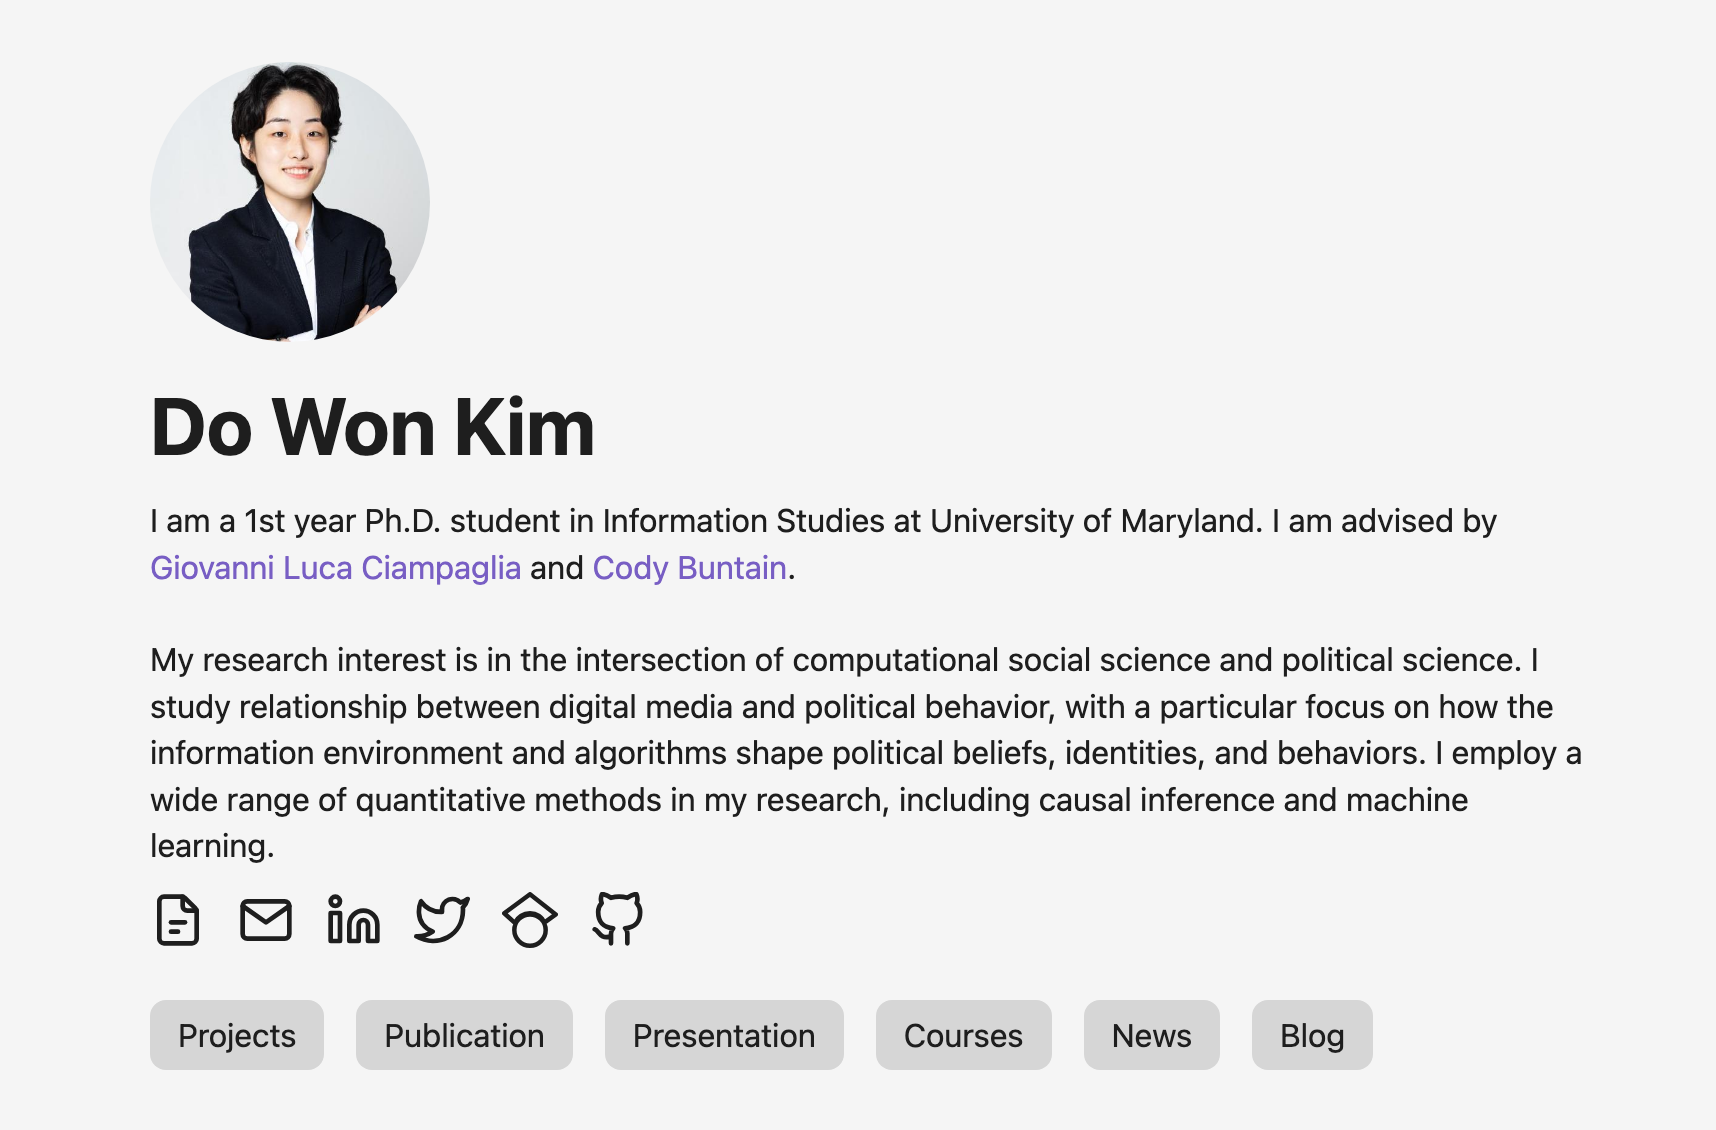 Do Won Kim
I am a 1st year Ph.D. student in Information Studies at University of Maryland. I am advised by
Giovanni Luca Ciampaglia and Cody Buntain.
My research interest is in the intersection of computational social science and political science. I
study relationship between digital media and political behavior, with a particular focus on how the
information environment and algorithms shape political beliefs, identities, and behaviors. I employ a
wide range of quantitative methods in my research, including causal inference and machine
learning.
Projects Publication Presentation Courses News Blog